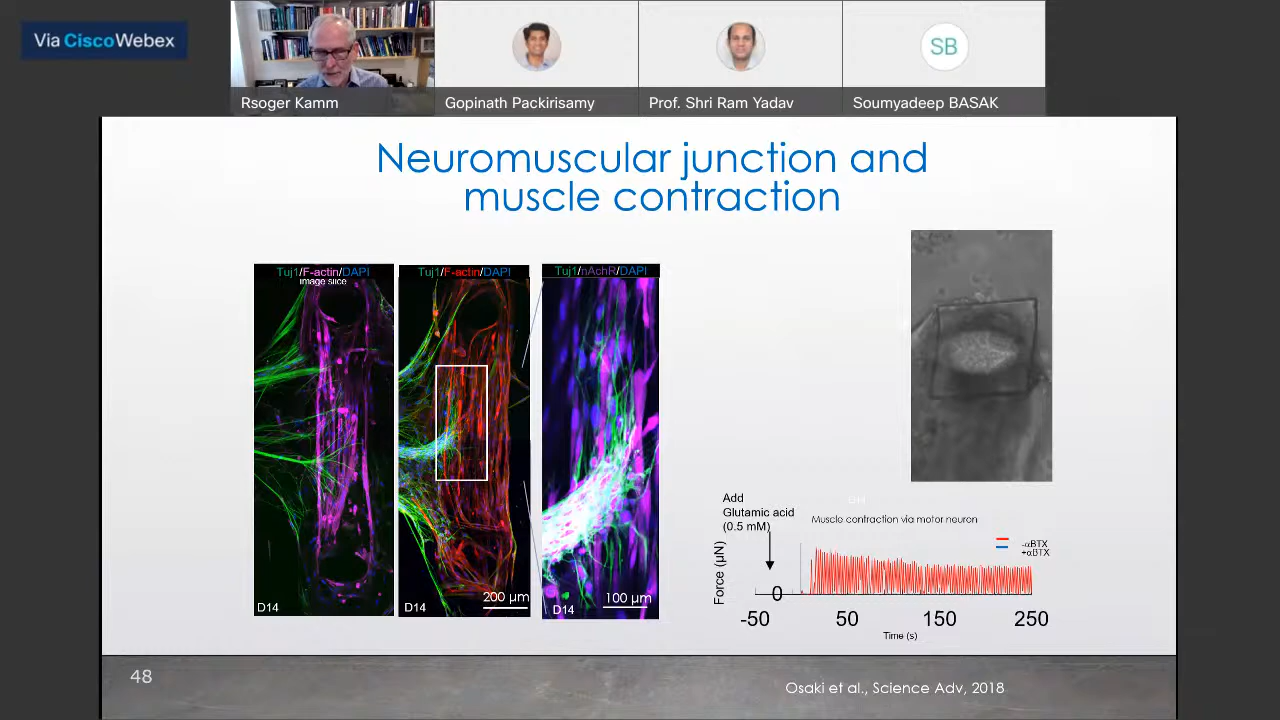 Via Cisco Webex
SB
Rsoger Kamm
Gopinath Packirisamy
Prof. Shri Ram Yadav
Soumyadeep BASAK
Neuromuscular junction and
muscle contraction
Tuj1/F-actin/DAPI
image slice
D14
Tuj1/F-actin/DAPI
D14
200 µm
Tuj1/nAchR/DAPI
D14
100 µm
Add
Glutamic acid
(0.5 mM)
Muscle contraction via motor neuron
-αBTX
+αBTX
Force (µN)
0
-50
50
150
250
Time (s)
48
Osaki et al., Science Adv, 2018